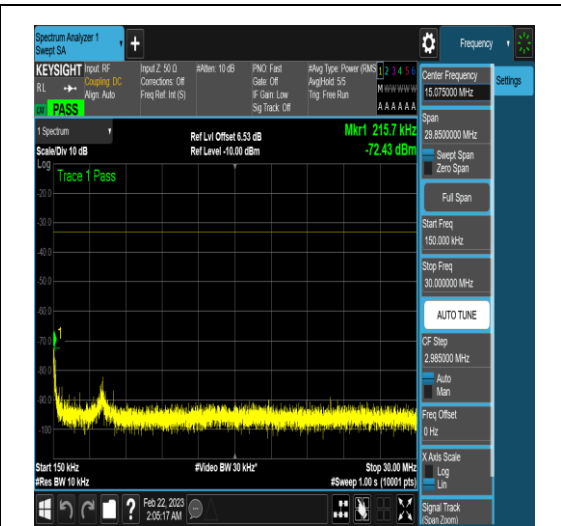 Spectrum Analyzer 1
Swept SA
+
Frequency
KEYSIGHT Input: RF
Coupling: DC
Align: Auto
RL
PASS
Input Z: 50 Ω
Corrections: Off
Freq Ref: Int (S)
#Atten: 10 dB
PNO: Fast
Gate: Off
IF Gain: Low
Sig Track: Off
#Avg Type: Power (RMS
Avg|Hold: 5/5
Trig: Free Run
1 2 3 4 5 6
M W W W W W
A A A A A A
Settings
1 Spectrum
Scale/Div 10 dB
Ref Lvl Offset 6.53 dB
Ref Level -10.00 dBm
Mkr1 215.7 kHz
-72.43 dBm
Log
Trace 1 Pass
-20.0
-30.0
-40.0
-50.0
-60.0
-70.0
-80.0
-90.0
-100
1
Start 150 kHz
#Res BW 10 kHz
#Video BW 30 kHz*
Stop 30.00 MHz
#Sweep 1.00 s (10001 pts)
Center Frequency
15.075000 MHz
Span
29.8500000 MHz
Swept Span
Zero Span
Full Span
Start Freq
150.000 kHz
Stop Freq
30.000000 MHz
AUTO TUNE
CF Step
2.985000 MHz
Auto
Man
Freq Offset
0 Hz
X Axis Scale
Log
Lin
Signal Track
(Span Zoom)
?
Feb 22, 2023
2:05:17 AM